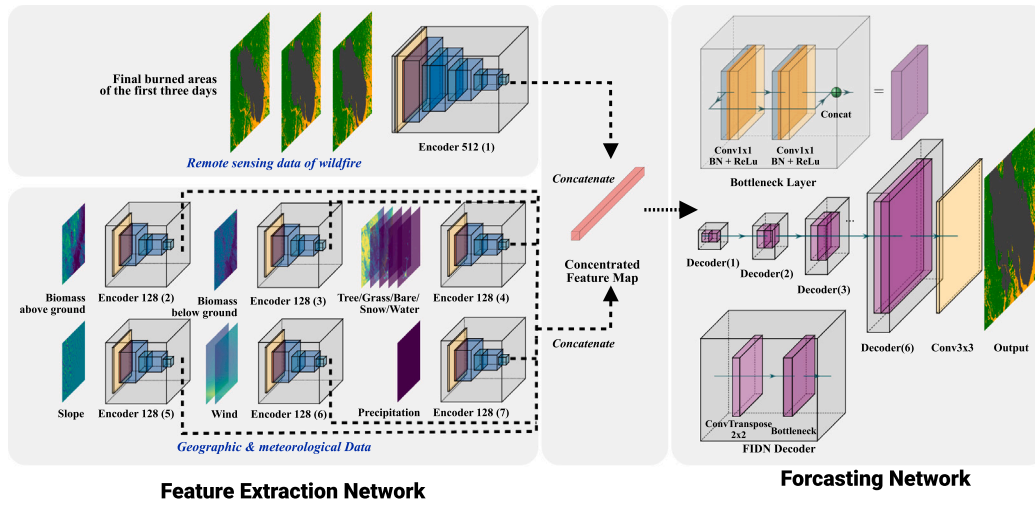 Final burned areas
of the first three days
Encoder 512 (1)
Remote sensing data of wildfire
Biomass
above ground
Encoder 128 (2)
Biomass
below ground
Encoder 128 (3)
Tree/Grass/Bare/
Snow/Water
Encoder 128 (4)
Slope
Encoder 128 (5)
Wind
Encoder 128 (6)
Precipitation
Encoder 128 (7)
Geographic & meteorological Data
Feature Extraction Network
Concatenate
Concentrated
Feature Map
Concatenate
Conv1x1
BN + ReLu
Conv1x1
BN + ReLu
Concat
=
Bottleneck Layer
Decoder(1)
Decoder(2)
Decoder(3)
...
Decoder(6)
Conv3x3
Output
ConvTranspose
2x2
Bottleneck
FIDN Decoder
Forcasting Network